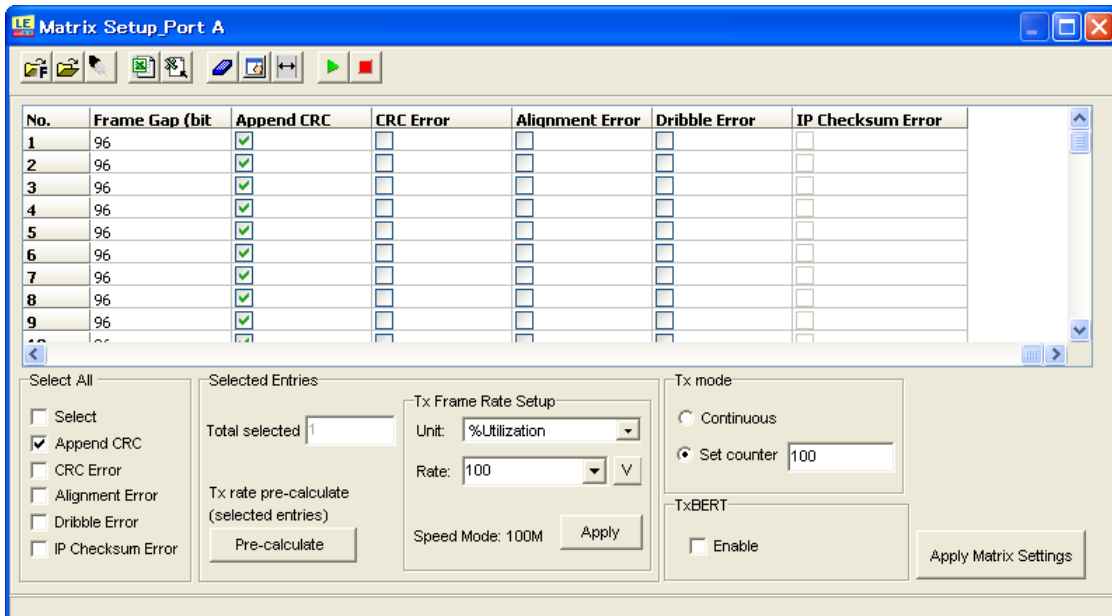 LE Matrix Setup_Port A
F
No. Frame Gap (bit Append CRC CRC Error Alignment Error Dribble Error IP Checksum Error
1 96
2 96
3 96
4 96
5 96
6 96
7 96
8 96
9 96
Select All
Select
Append CRC
CRC Error
Alignment Error
Dribble Error
IP Checksum Error
Selected Entries
Total selected 1
Tx rate pre-calculate
(selected entries)
Pre-calculate
Tx Frame Rate Setup
Unit: %Utilization
Rate: 100 V
Speed Mode: 100M Apply
Tx mode
Continuous
Set counter 100
TxBERT
Enable
Apply Matrix Settings